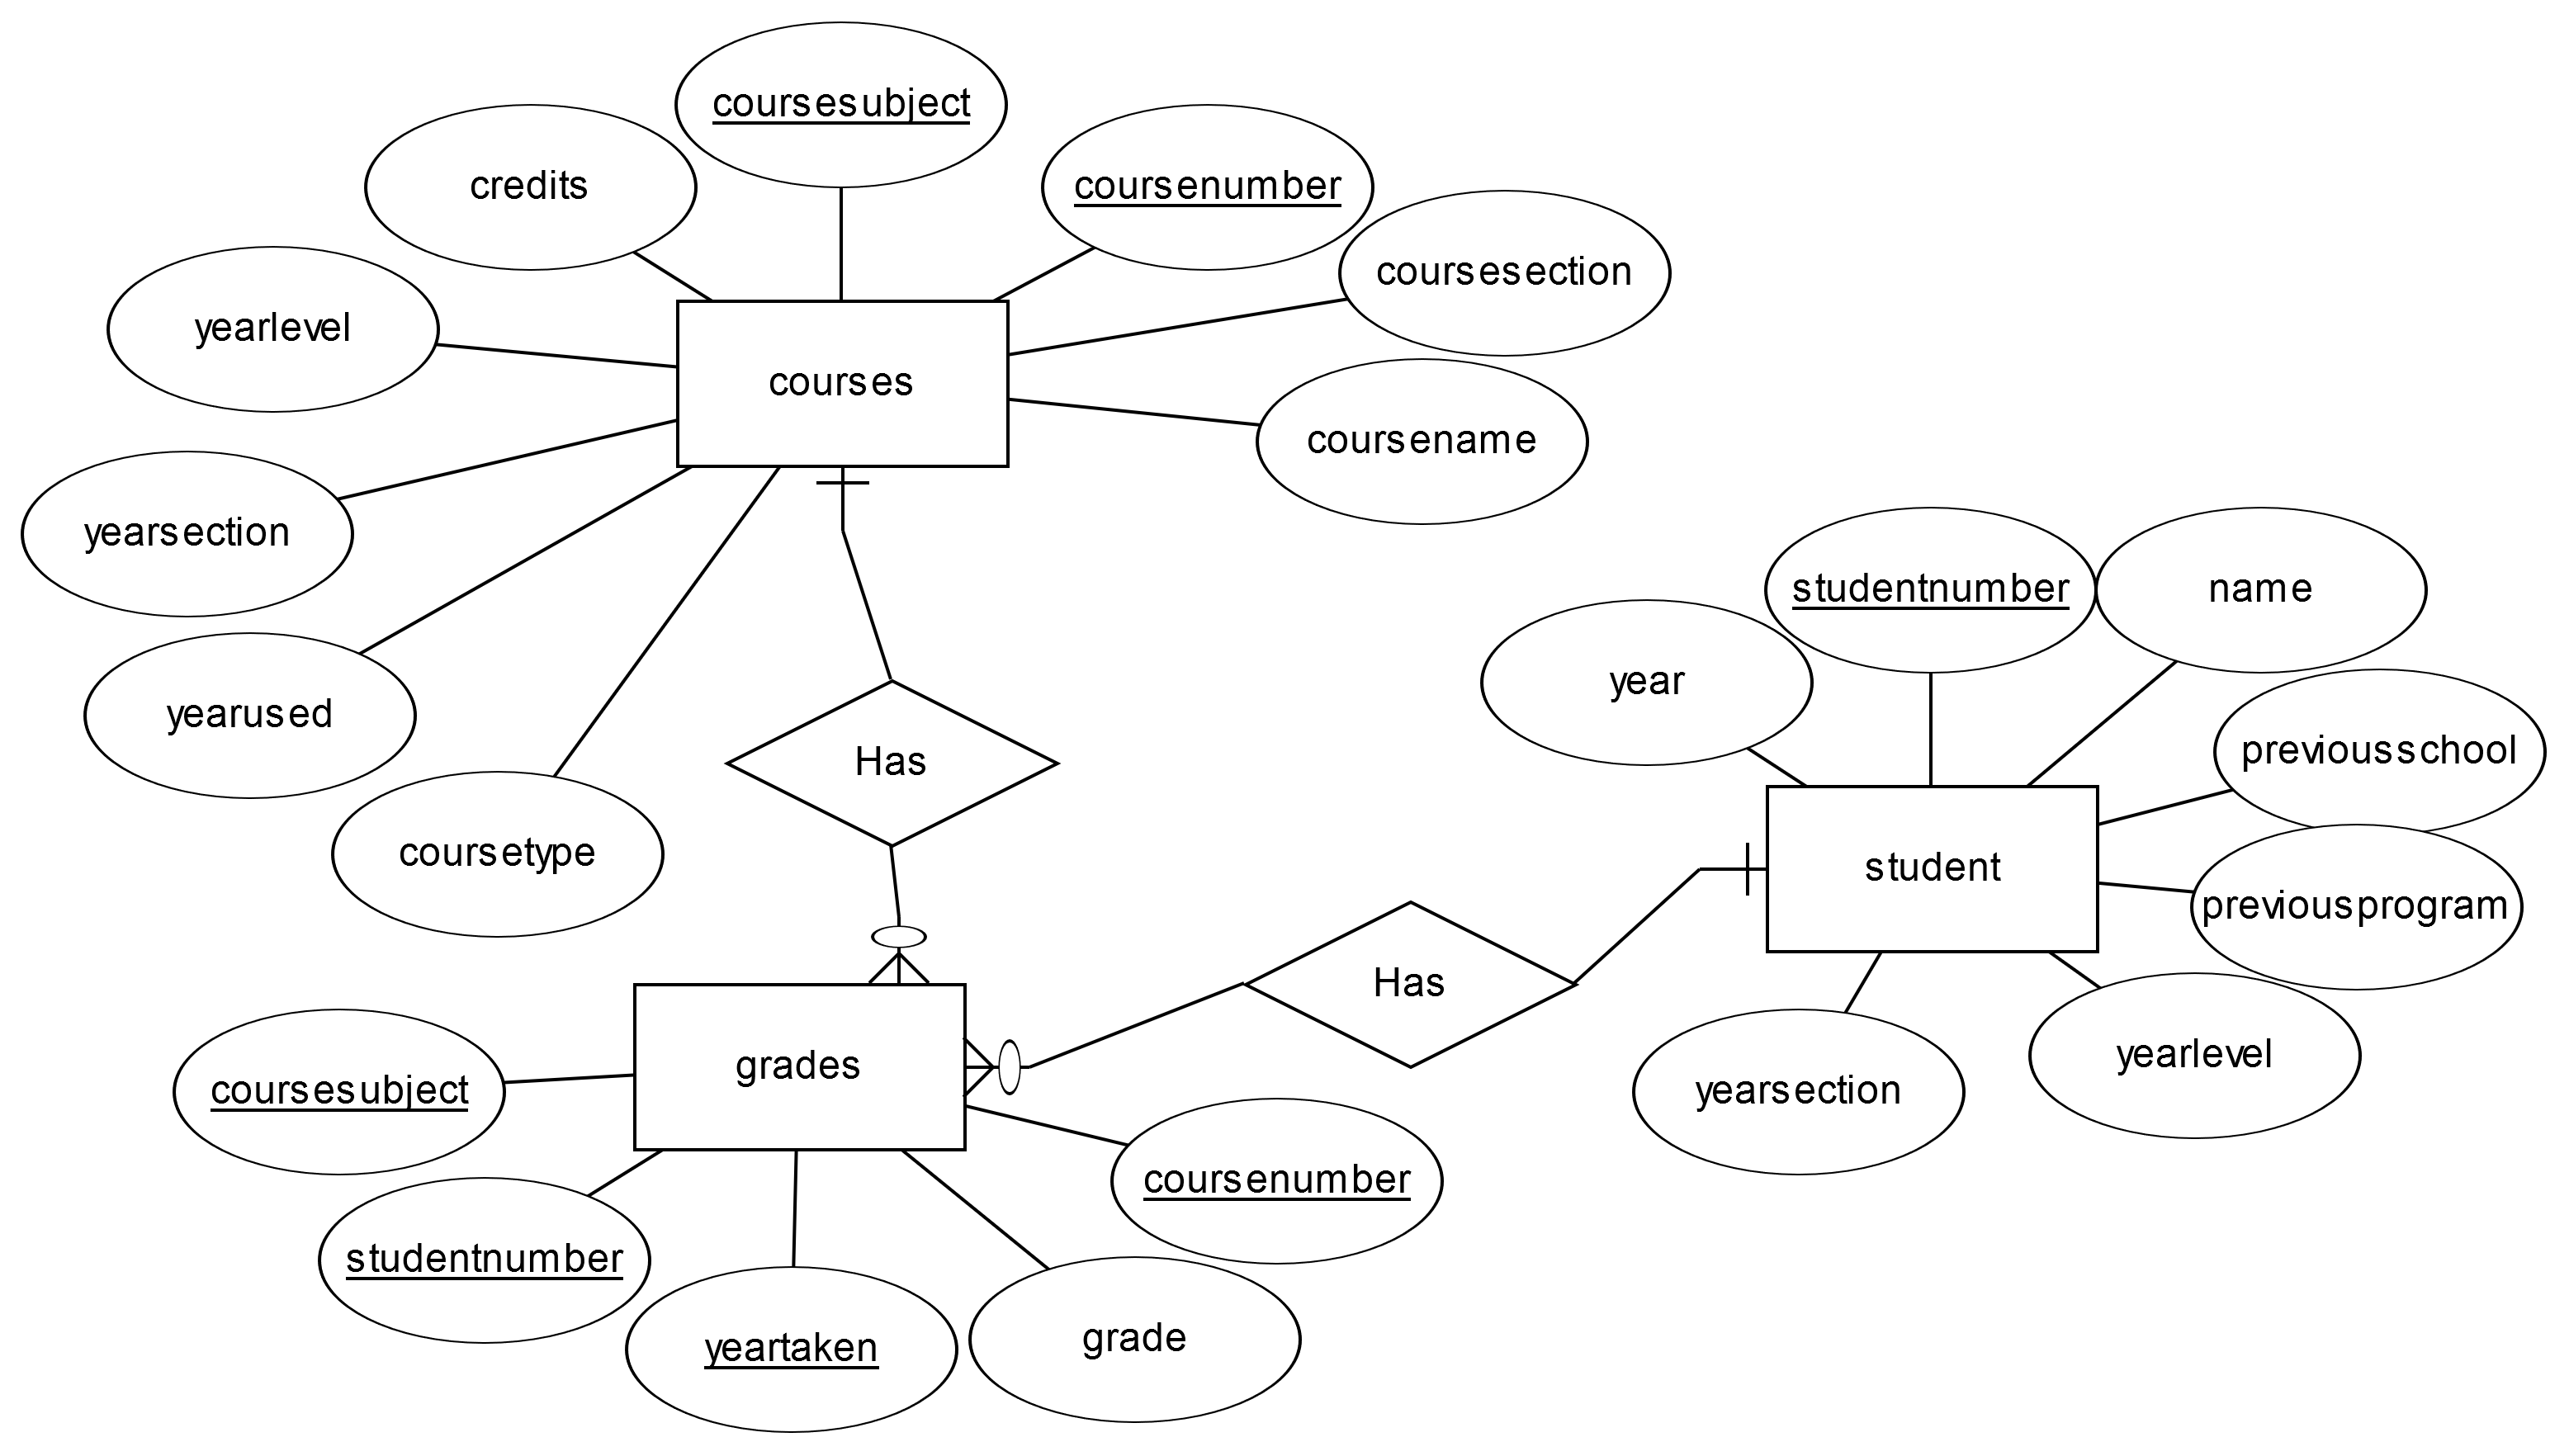 coursesubject
credits
coursenumber
coursesection
yearlevel
courses
coursename
yearsection
yearused
coursetype
Has
studentnumber
name
year
previousschool
student
previousprogram
Has
yearlevel
yearsection
grades
coursesubject
coursenumber
studentnumber
yeartaken
grade